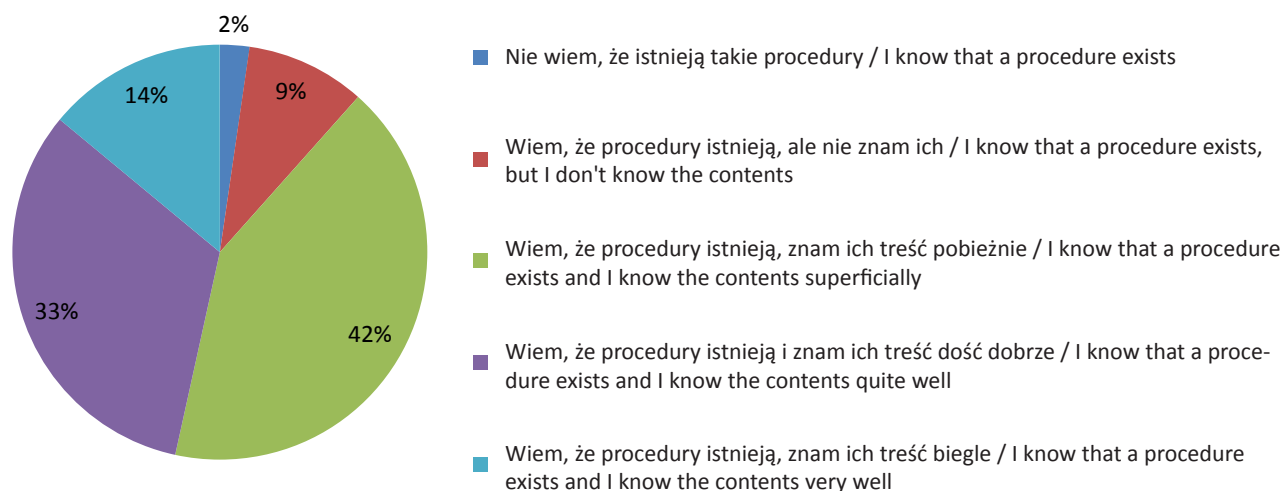 2%
9%
14%
33%
42%
Nie wiem, że istnieją takie procedury / I know that a procedure exists
Wiem, że procedury istnieją, ale nie znam ich / I know that a procedure exists,
but I don't know the contents
Wiem, że procedury istnieją, znam ich treść pobieżnie / I know that a procedure
exists and I know the contents superficially
Wiem, że procedury istnieją i znam ich treść dość dobrze / I know that a proce-
dure exists and I know the contents quite well
Wiem, że procedury istnieją, znam ich treść biegle / I know that a procedure
exists and I know the contents very well